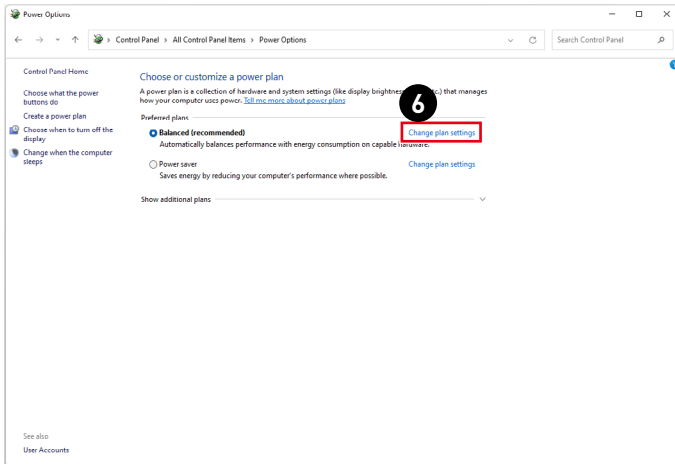 Power Options
Control Panel > All Control Panel Items > Power Options
Search Control Panel
Control Panel Home
Choose what the power
buttons do
Create a power plan
Choose when to turn off the
display
Change when the computer
sleeps
Choose or customize a power plan
A power plan is a collection of hardware and system settings (like display brightness, etc.) that manages
how your computer uses power. Tell me more about power plans
6
Preferred plans
Balanced (recommended)
Change plan settings
Automatically balances performance with energy consumption on capable hardware.
Power saver
Change plan settings
Saves energy by reducing your computer's performance where possible.
Show additional plans
See also
User Accounts